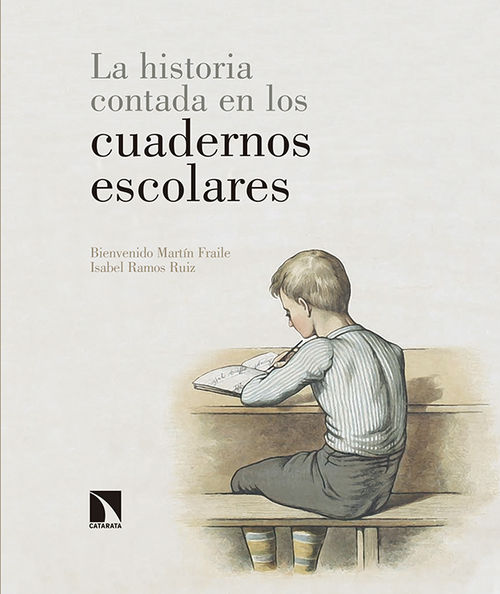 La historia
contada en los
cuadernos
escolares
Bienvenido Martín Fraile
Isabel Ramos Ruiz
CATARATA